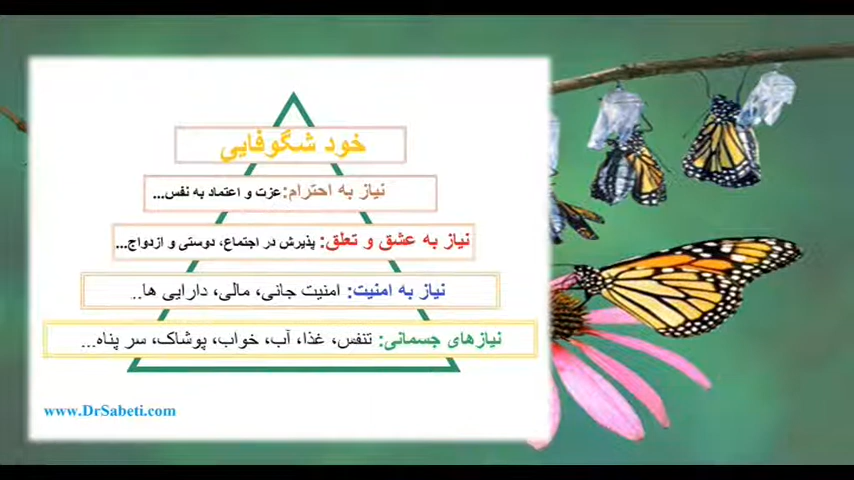 خود شگوفایی
نیاز به احترام: عزت و اعتماد به نفس...
نیاز به عشق و تعلق: پذیرش در اجتماع، دوستی و ازدواج...
نیاز به امنیت: امنیت جانی، مالی، دارایی ها..
نیازهای جسمانی: تنفس، غذا، آب، خواب، پوشاک، سر پناه...
www.DrSabeti.com